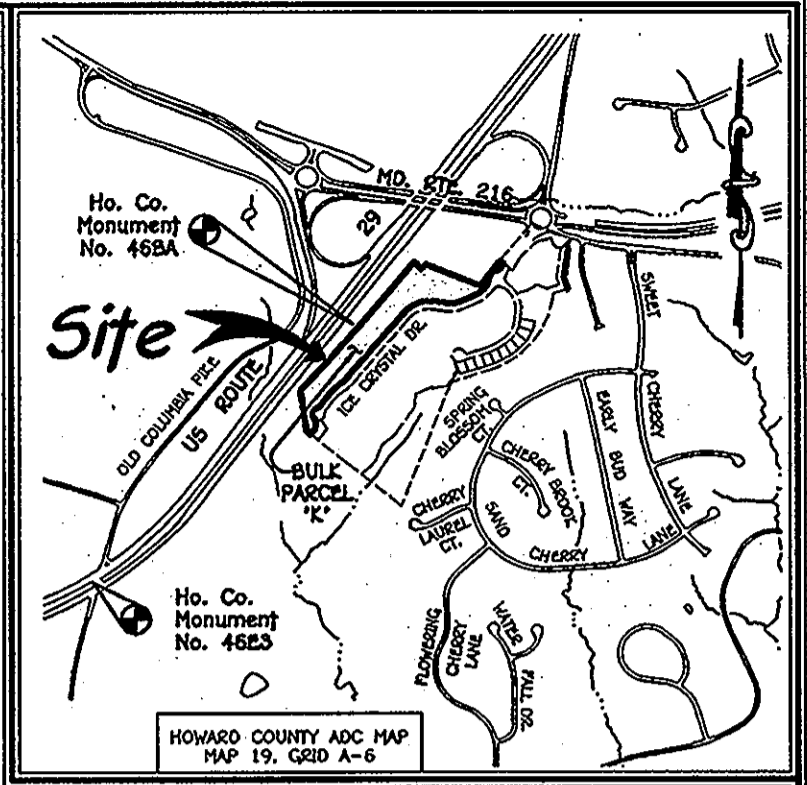 MD. RTE. 216
29
Ho. Co.
Monument
No. 46BA
Site
ICE CRYSTAL DR.
OLD COLUMBIA PIKE
US ROUTE
BULK
PARCEL
"K"
SWEET
CHERRY
LANE
SPRING
BLOSSOM
CT.
EARLY BUD WAY
CHERRY BROOK
CT.
CHERRY
LAUREL
CT.
SAND
CHERRY
LANE
Ho. Co.
Monument
No. 46E3
FLOWERING
CHERRY
LANE
WATER
FALL DR.
HOWARD COUNTY ADC MAP
MAP 19, GRID A-6